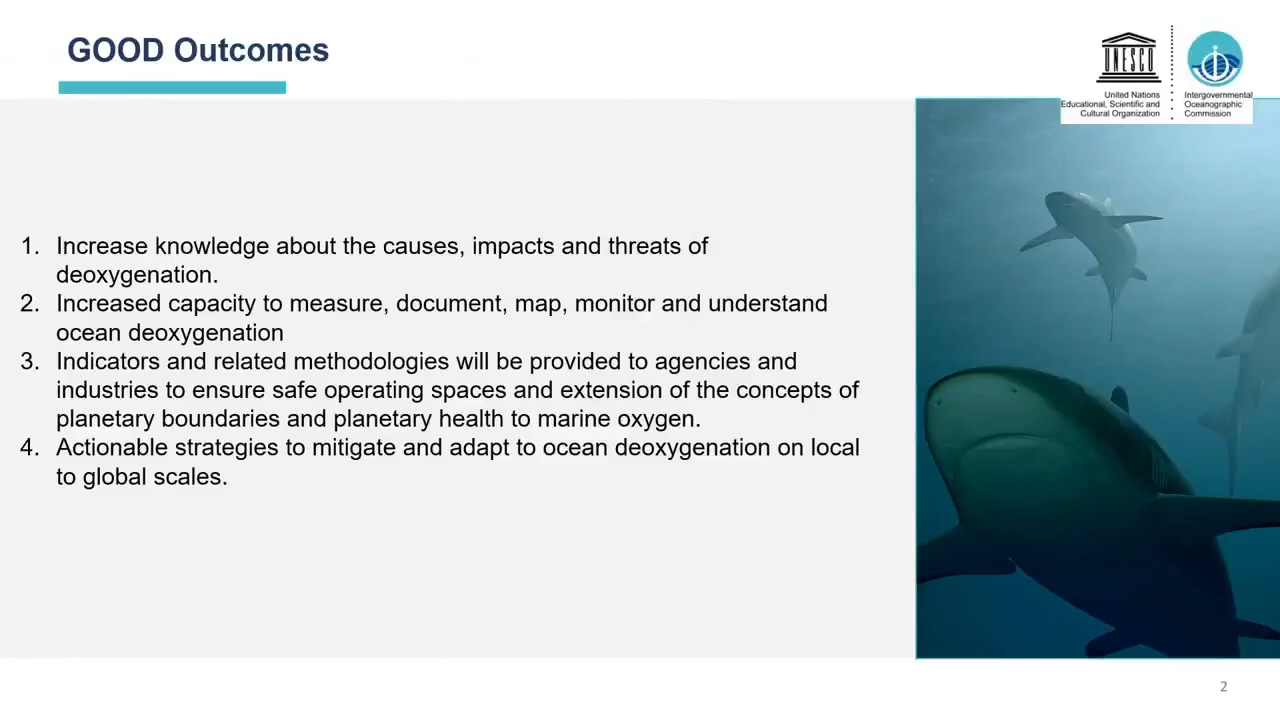 GOOD Outcomes
UNESCO
United Nations
Educational, Scientific and
Cultural Organization
Intergovernmental
Oceanographic
Commission
1. Increase knowledge about the causes, impacts and threats of
deoxygenation.
2. Increased capacity to measure, document, map, monitor and understand
ocean deoxygenation
3. Indicators and related methodologies will be provided to agencies and
industries to ensure safe operating spaces and extension of the concepts of
planetary boundaries and planetary health to marine oxygen.
4. Actionable strategies to mitigate and adapt to ocean deoxygenation on local
to global scales.
2